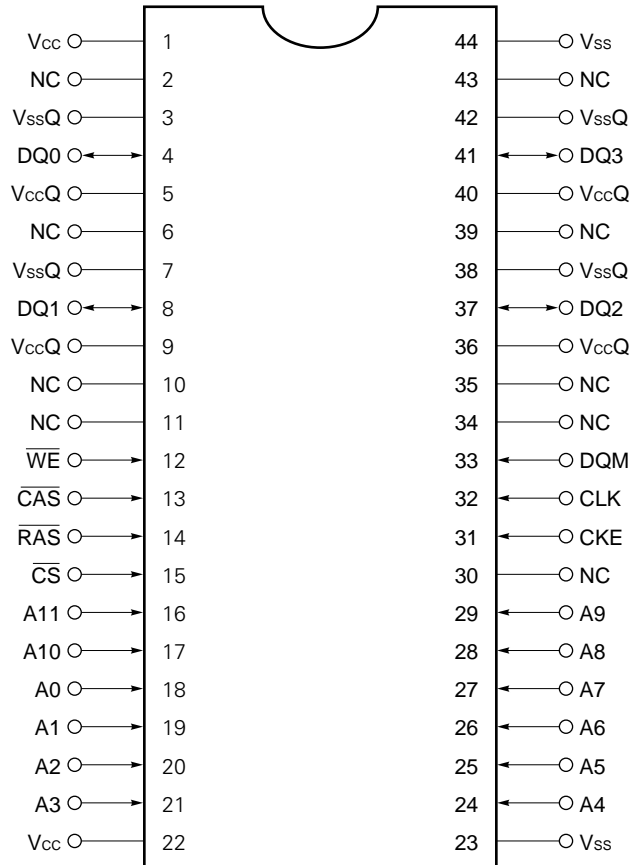 Vcc 1 44 Vss
NC 2 43 NC
VssQ 3 42 VssQ
DQ0 4 41 DQ3
VccQ 5 40 VccQ
NC 6 39 NC
VssQ 7 38 VssQ
DQ1 8 37 DQ2
VccQ 9 36 VccQ
NC 10 35 NC
NC 11 34 NC
W̅E̅ 12 33 DQM
C̅A̅S̅ 13 32 CLK
R̅A̅S̅ 14 31 CKE
C̅S̅ 15 30 NC
A11 16 29 A9
A10 17 28 A8
A0 18 27 A7
A1 19 26 A6
A2 20 25 A5
A3 21 24 A4
Vcc 22 23 Vss